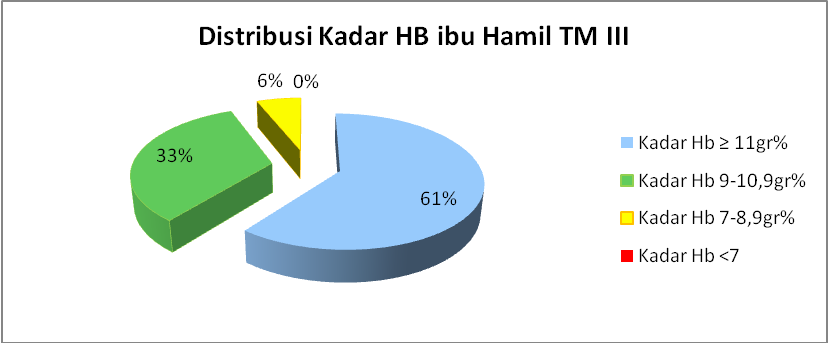 Distribusi Kadar HB ibu Hamil TM III
6% 0%
33%
61%
Kadar Hb ≥ 11gr%
Kadar Hb 9-10,9gr%
Kadar Hb 7-8,9gr%
Kadar Hb <7